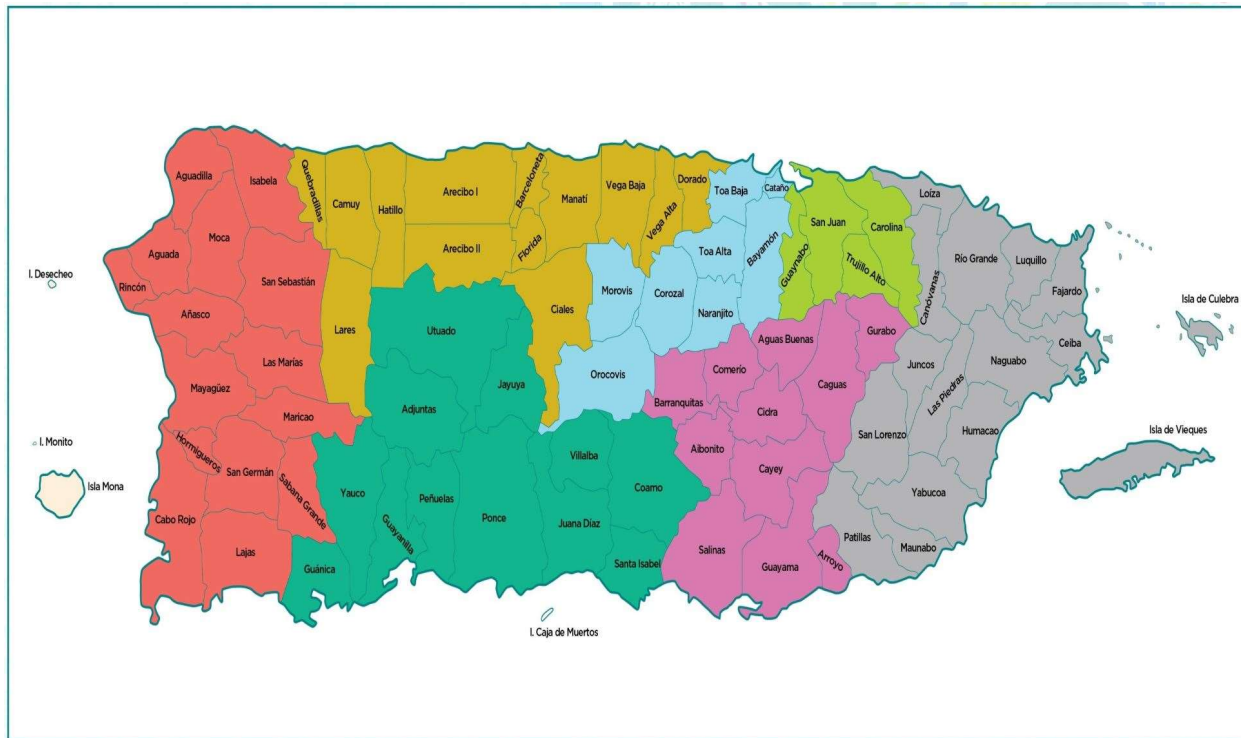 Aguadilla
Isabela
Quebradillas
Camuy
Hatillo
Arecibo I
Arecibo II
Barceloneta
Florida
Manatí
Vega Baja
Vega Alta
Dorado
Toa Baja
Cataño
Toa Alta
Bayamón
Guaynabo
San Juan
Trujillo Alto
Carolina
Loíza
Canóvanas
Río Grande
Luquillo
Fajardo
Ceiba
Isla de Culebra
I. Desecheo
Aguada
Rincón
Moca
San Sebastián
Añasco
Las Marías
Mayagüez
Maricao
Lares
Utuado
Jayuya
Adjuntas
Ciales
Morovis
Corozal
Naranjito
Orocovis
Barranquitas
Comerío
Aguas Buenas
Gurabo
Caguas
Cidra
Aibonito
Cayey
Juncos
Las Piedras
Naguabo
Humacao
San Lorenzo
Yabucoa
Isla de Vieques
I. Monito
Isla Mona
Hormigueros
San Germán
Sabana Grande
Cabo Rojo
Lajas
Guánica
Yauco
Guayanilla
Peñuelas
Ponce
Villalba
Juana Díaz
Coamo
Santa Isabel
Salinas
Guayama
Arroyo
Patillas
Maunabo
I. Caja de Muertos